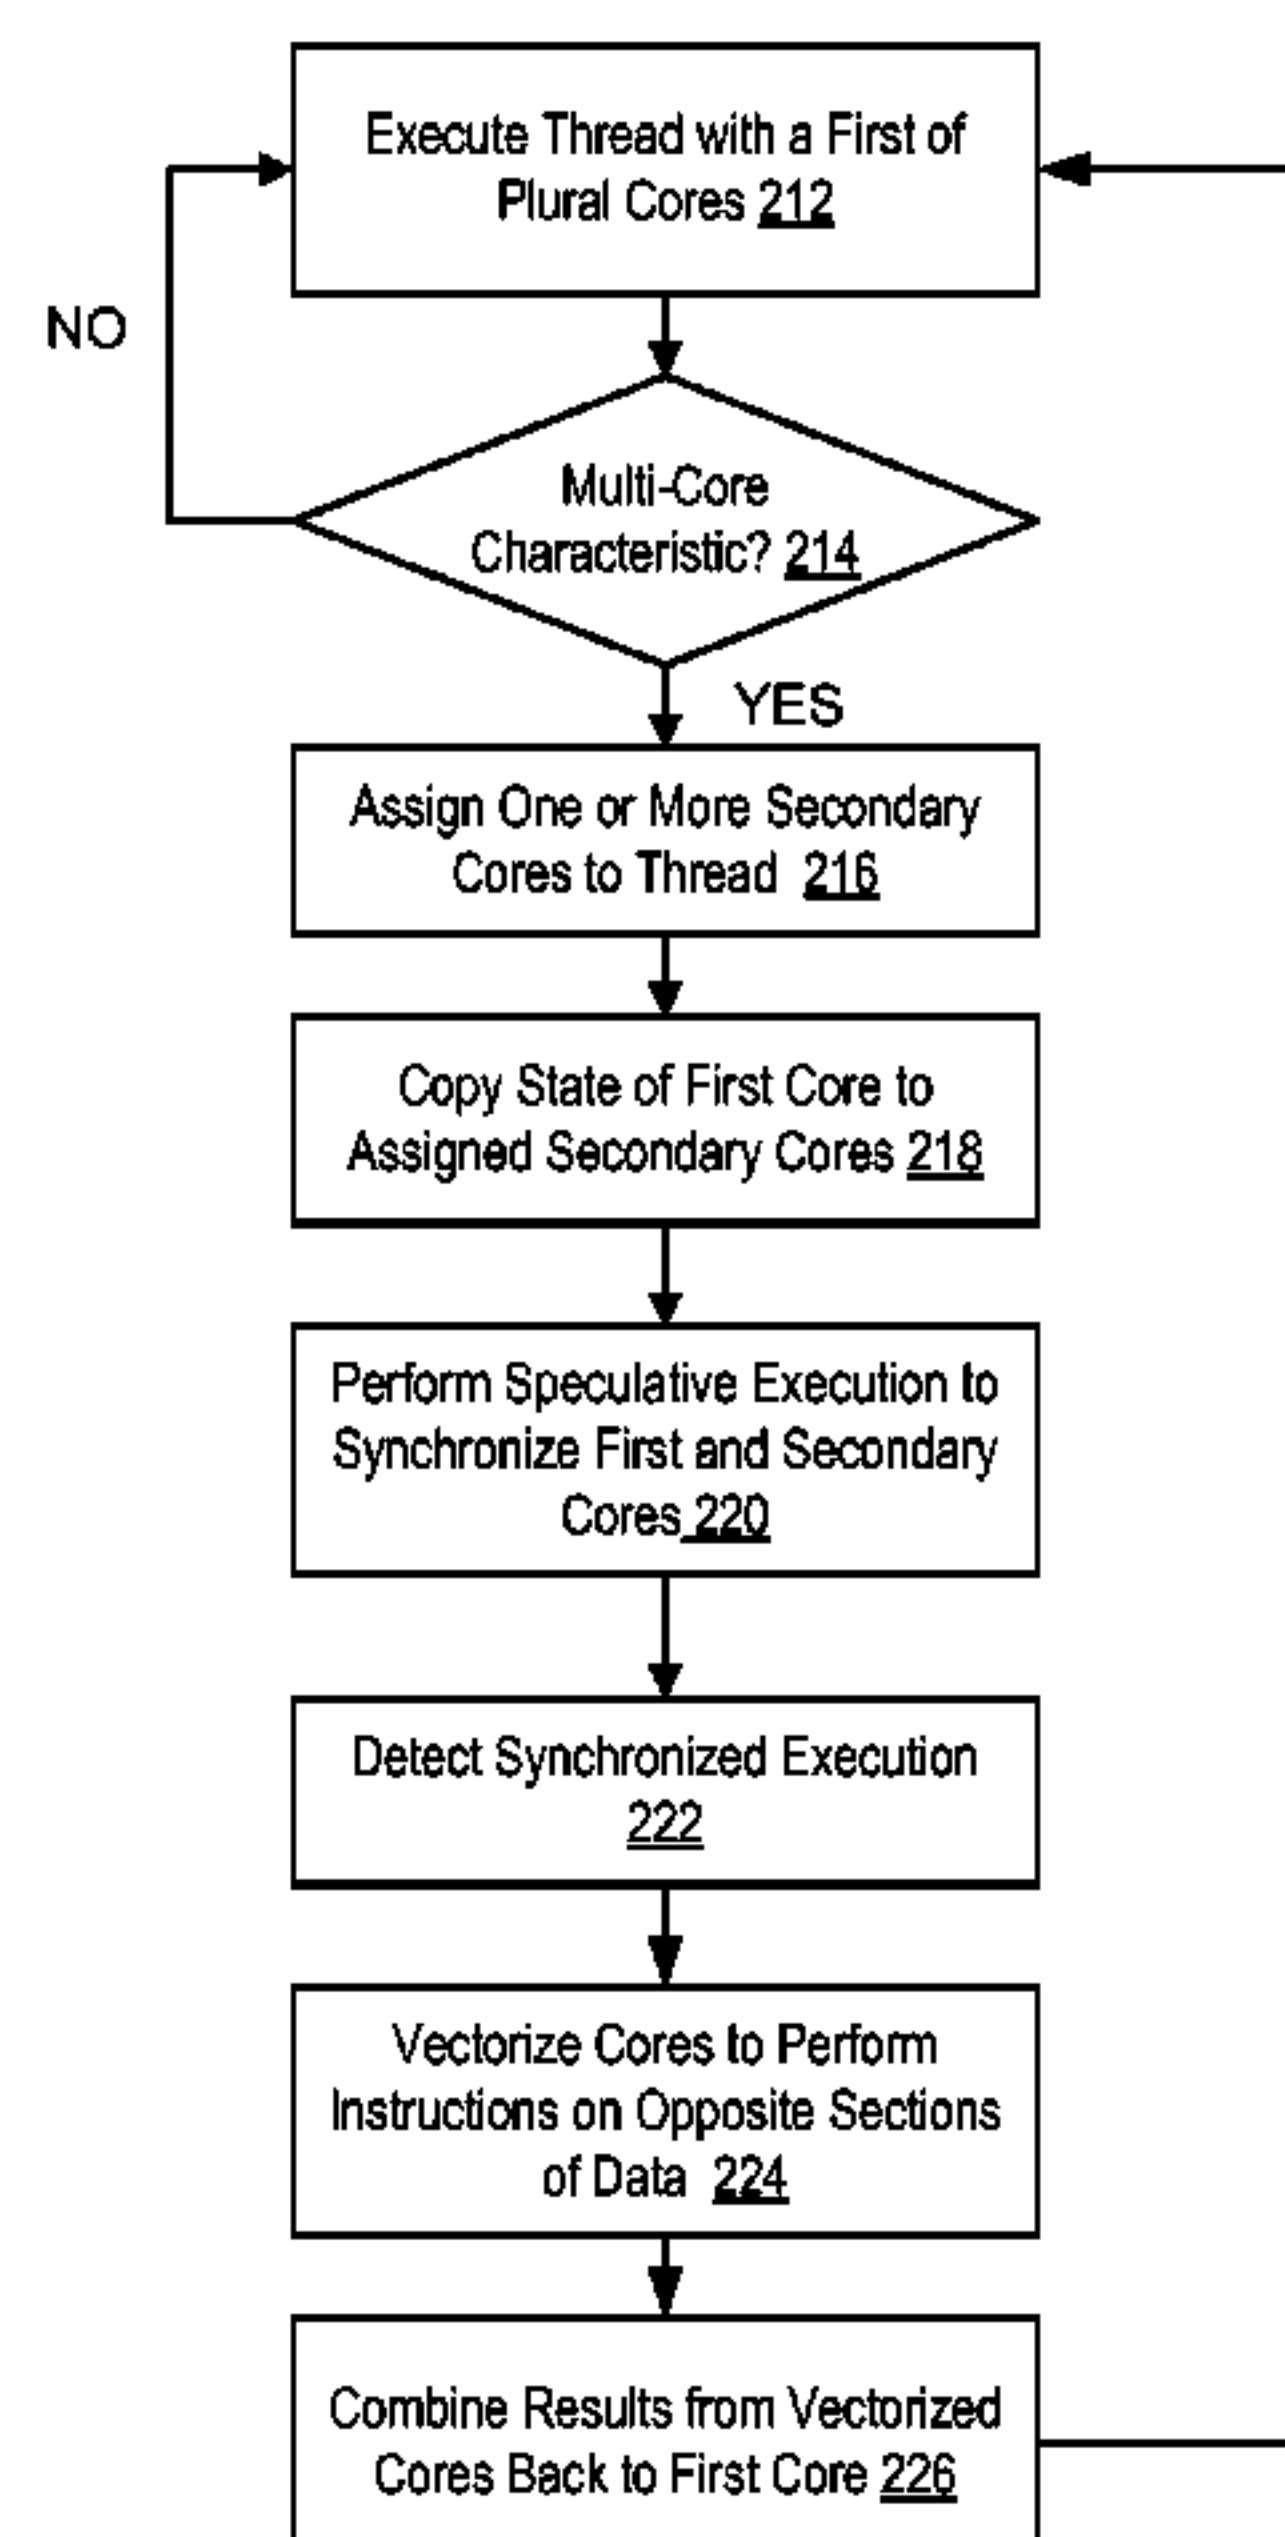 Execute Thread with a First of
Plural Cores 212
NO
Multi-Core
Characteristic? 214
YES
Assign One or More Secondary
Cores to Thread 216
Copy State of First Core to
Assigned Secondary Cores 218
Perform Speculative Execution to
Synchronize First and Secondary
Cores 220
Detect Synchronized Execution
222
Vectorize Cores to Perform
Instructions on Opposite Sections
of Data 224
Combine Results from Vectorized
Cores Back to First Core 226